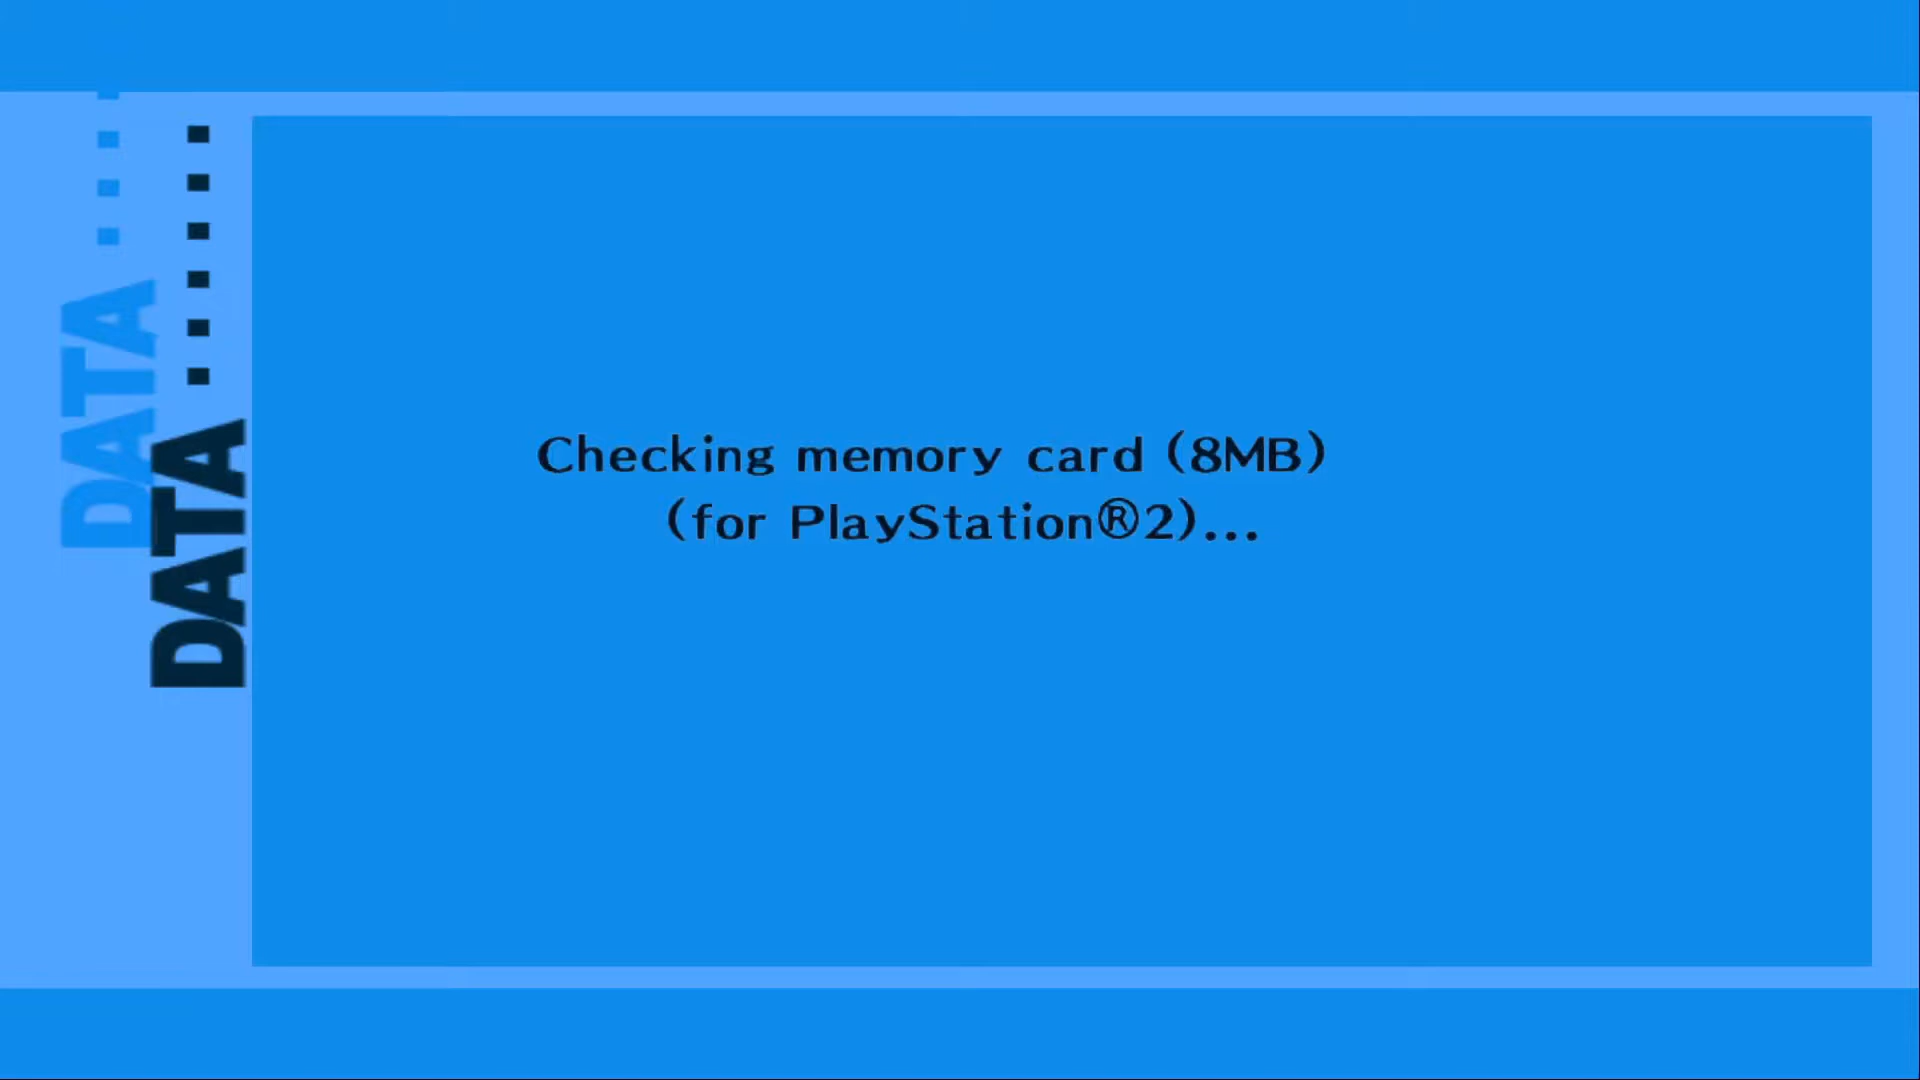 DATA ......
DATA ....
Checking memory card (8MB)
(for PlayStation®2)...